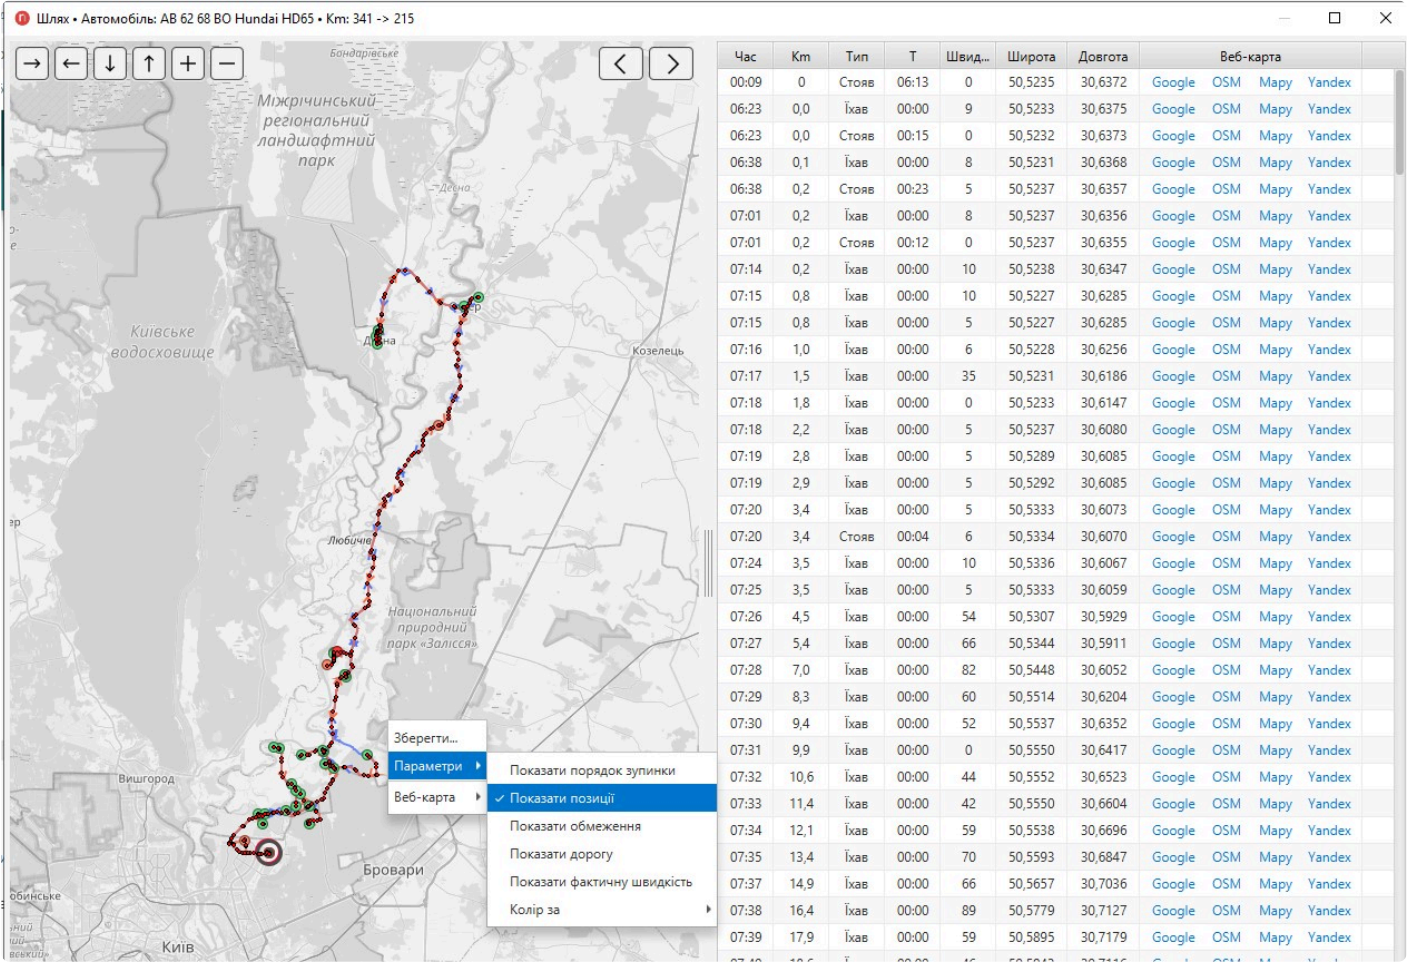 Шлях • Автомобіль: AB 62 68 BO Hundai HD65 • Km: 341 -> 215
→ ← ↓ ↑ + −
Бондарівське
Міжрічинський
регіональний
ландшафтний
парк
Десна
Київське
водосховище
Козелець
Любичів
Національний
природний
парк «Залісся»
Вишгород
Бровари
Київ
Зберегти...
Параметри
Веб-карта
Показати порядок зупинки
✓ Показати позиції
Показати обмеження
Показати дорогу
Показати фактичну швидкість
Колір за
Час Km Тип T Швид... Широта Довгота Веб-карта
00:09 0 Стояв 06:13 0 50,5235 30,6372 Google OSM Mapy Yandex
06:23 0,0 Їхав 00:00 9 50,5233 30,6375 Google OSM Mapy Yandex
06:23 0,0 Стояв 00:15 0 50,5232 30,6373 Google OSM Mapy Yandex
06:38 0,1 Їхав 00:00 8 50,5231 30,6368 Google OSM Mapy Yandex
06:38 0,2 Стояв 00:23 5 50,5237 30,6357 Google OSM Mapy Yandex
07:01 0,2 Їхав 00:00 8 50,5237 30,6356 Google OSM Mapy Yandex
07:01 0,2 Стояв 00:12 0 50,5237 30,6355 Google OSM Mapy Yandex
07:14 0,2 Їхав 00:00 10 50,5238 30,6347 Google OSM Mapy Yandex
07:15 0,8 Їхав 00:00 10 50,5227 30,6285 Google OSM Mapy Yandex
07:15 0,8 Їхав 00:00 5 50,5227 30,6285 Google OSM Mapy Yandex
07:16 1,0 Їхав 00:00 6 50,5228 30,6256 Google OSM Mapy Yandex
07:17 1,5 Їхав 00:00 35 50,5231 30,6186 Google OSM Mapy Yandex
07:18 1,8 Їхав 00:00 0 50,5233 30,6147 Google OSM Mapy Yandex
07:18 2,2 Їхав 00:00 5 50,5237 30,6080 Google OSM Mapy Yandex
07:19 2,8 Їхав 00:00 5 50,5289 30,6085 Google OSM Mapy Yandex
07:19 2,9 Їхав 00:00 5 50,5292 30,6085 Google OSM Mapy Yandex
07:20 3,4 Їхав 00:00 5 50,5333 30,6073 Google OSM Mapy Yandex
07:20 3,4 Стояв 00:04 6 50,5334 30,6070 Google OSM Mapy Yandex
07:24 3,5 Їхав 00:00 10 50,5336 30,6067 Google OSM Mapy Yandex
07:25 3,5 Їхав 00:00 5 50,5333 30,6059 Google OSM Mapy Yandex
07:26 4,5 Їхав 00:00 54 50,5307 30,5929 Google OSM Mapy Yandex
07:27 5,4 Їхав 00:00 66 50,5344 30,5911 Google OSM Mapy Yandex
07:28 7,0 Їхав 00:00 82 50,5448 30,6052 Google OSM Mapy Yandex
07:29 8,3 Їхав 00:00 60 50,5514 30,6204 Google OSM Mapy Yandex
07:30 9,4 Їхав 00:00 52 50,5537 30,6352 Google OSM Mapy Yandex
07:31 9,9 Їхав 00:00 0 50,5550 30,6417 Google OSM Mapy Yandex
07:32 10,6 Їхав 00:00 44 50,5552 30,6523 Google OSM Mapy Yandex
07:33 11,4 Їхав 00:00 42 50,5550 30,6604 Google OSM Mapy Yandex
07:34 12,1 Їхав 00:00 59 50,5538 30,6696 Google OSM Mapy Yandex
07:35 13,4 Їхав 00:00 70 50,5593 30,6847 Google OSM Mapy Yandex
07:37 14,9 Їхав 00:00 66 50,5657 30,7036 Google OSM Mapy Yandex
07:38 16,4 Їхав 00:00 89 50,5779 30,7127 Google OSM Mapy Yandex
07:39 17,9 Їхав 00:00 59 50,5895 30,7179 Google OSM Mapy Yandex